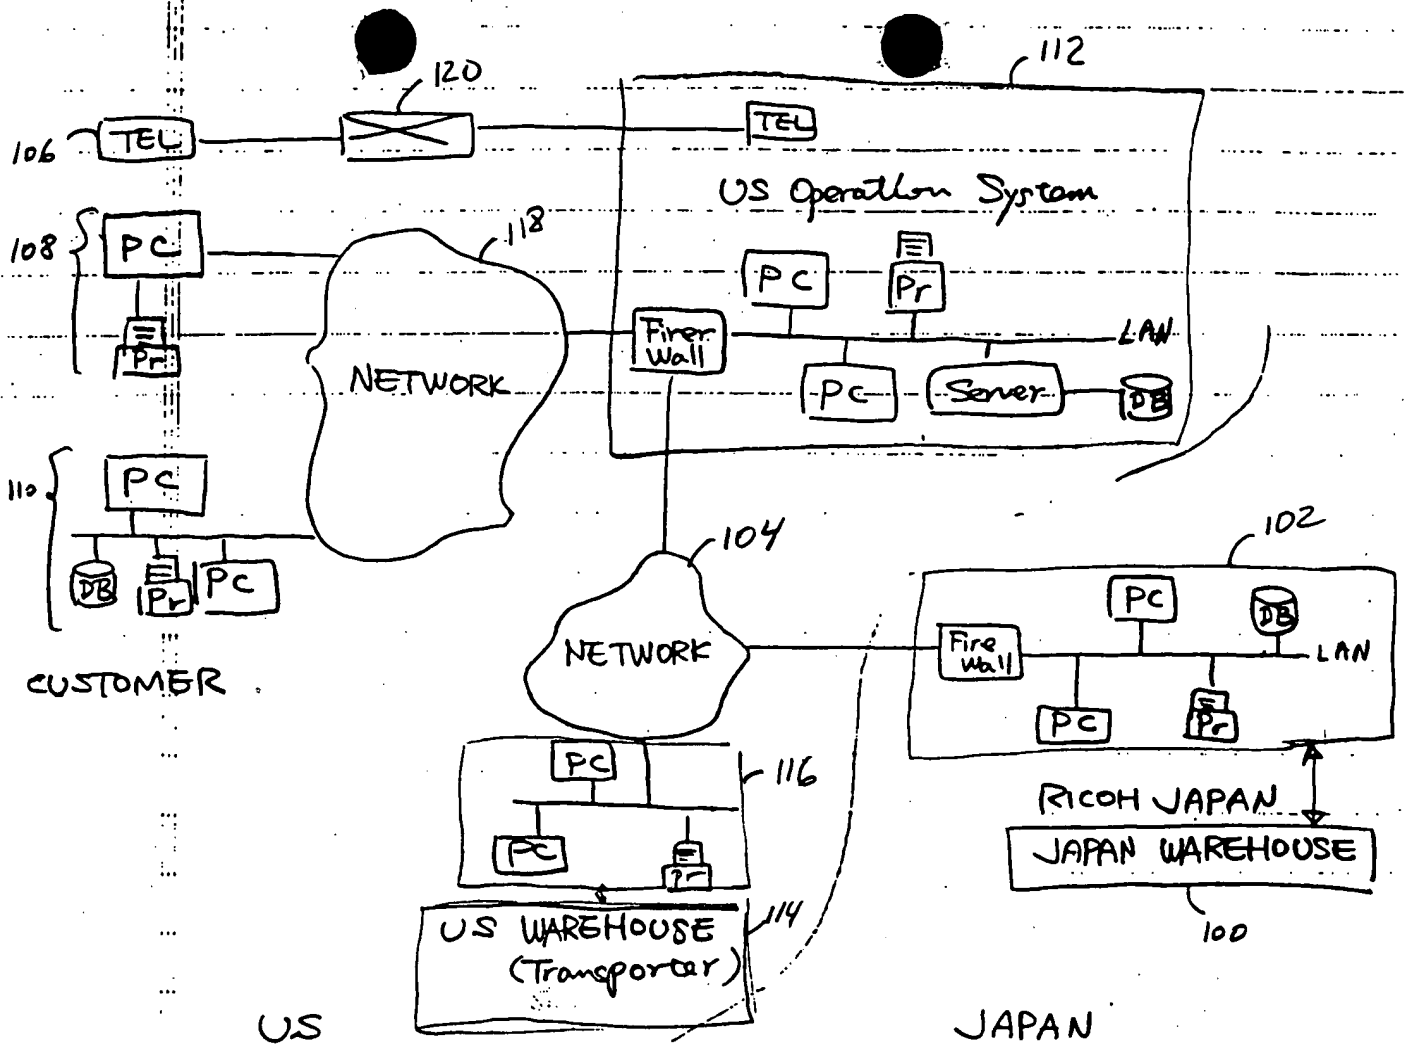 120
112
106
TEL
TEL
US Operation System
108
PC
118
PC
Pr
Pr
Firer
Wall
LAN
NETWORK
PC
Server
DB
110
PC
DB
Pr
PC
104
102
PC
DB
NETWORK
Fire
Wall
LAN
CUSTOMER
PC
Pr
PC
116
RICOH JAPAN
PC
Pr
JAPAN WAREHOUSE
US WAREHOUSE
(Transporter)
114
100
US
JAPAN